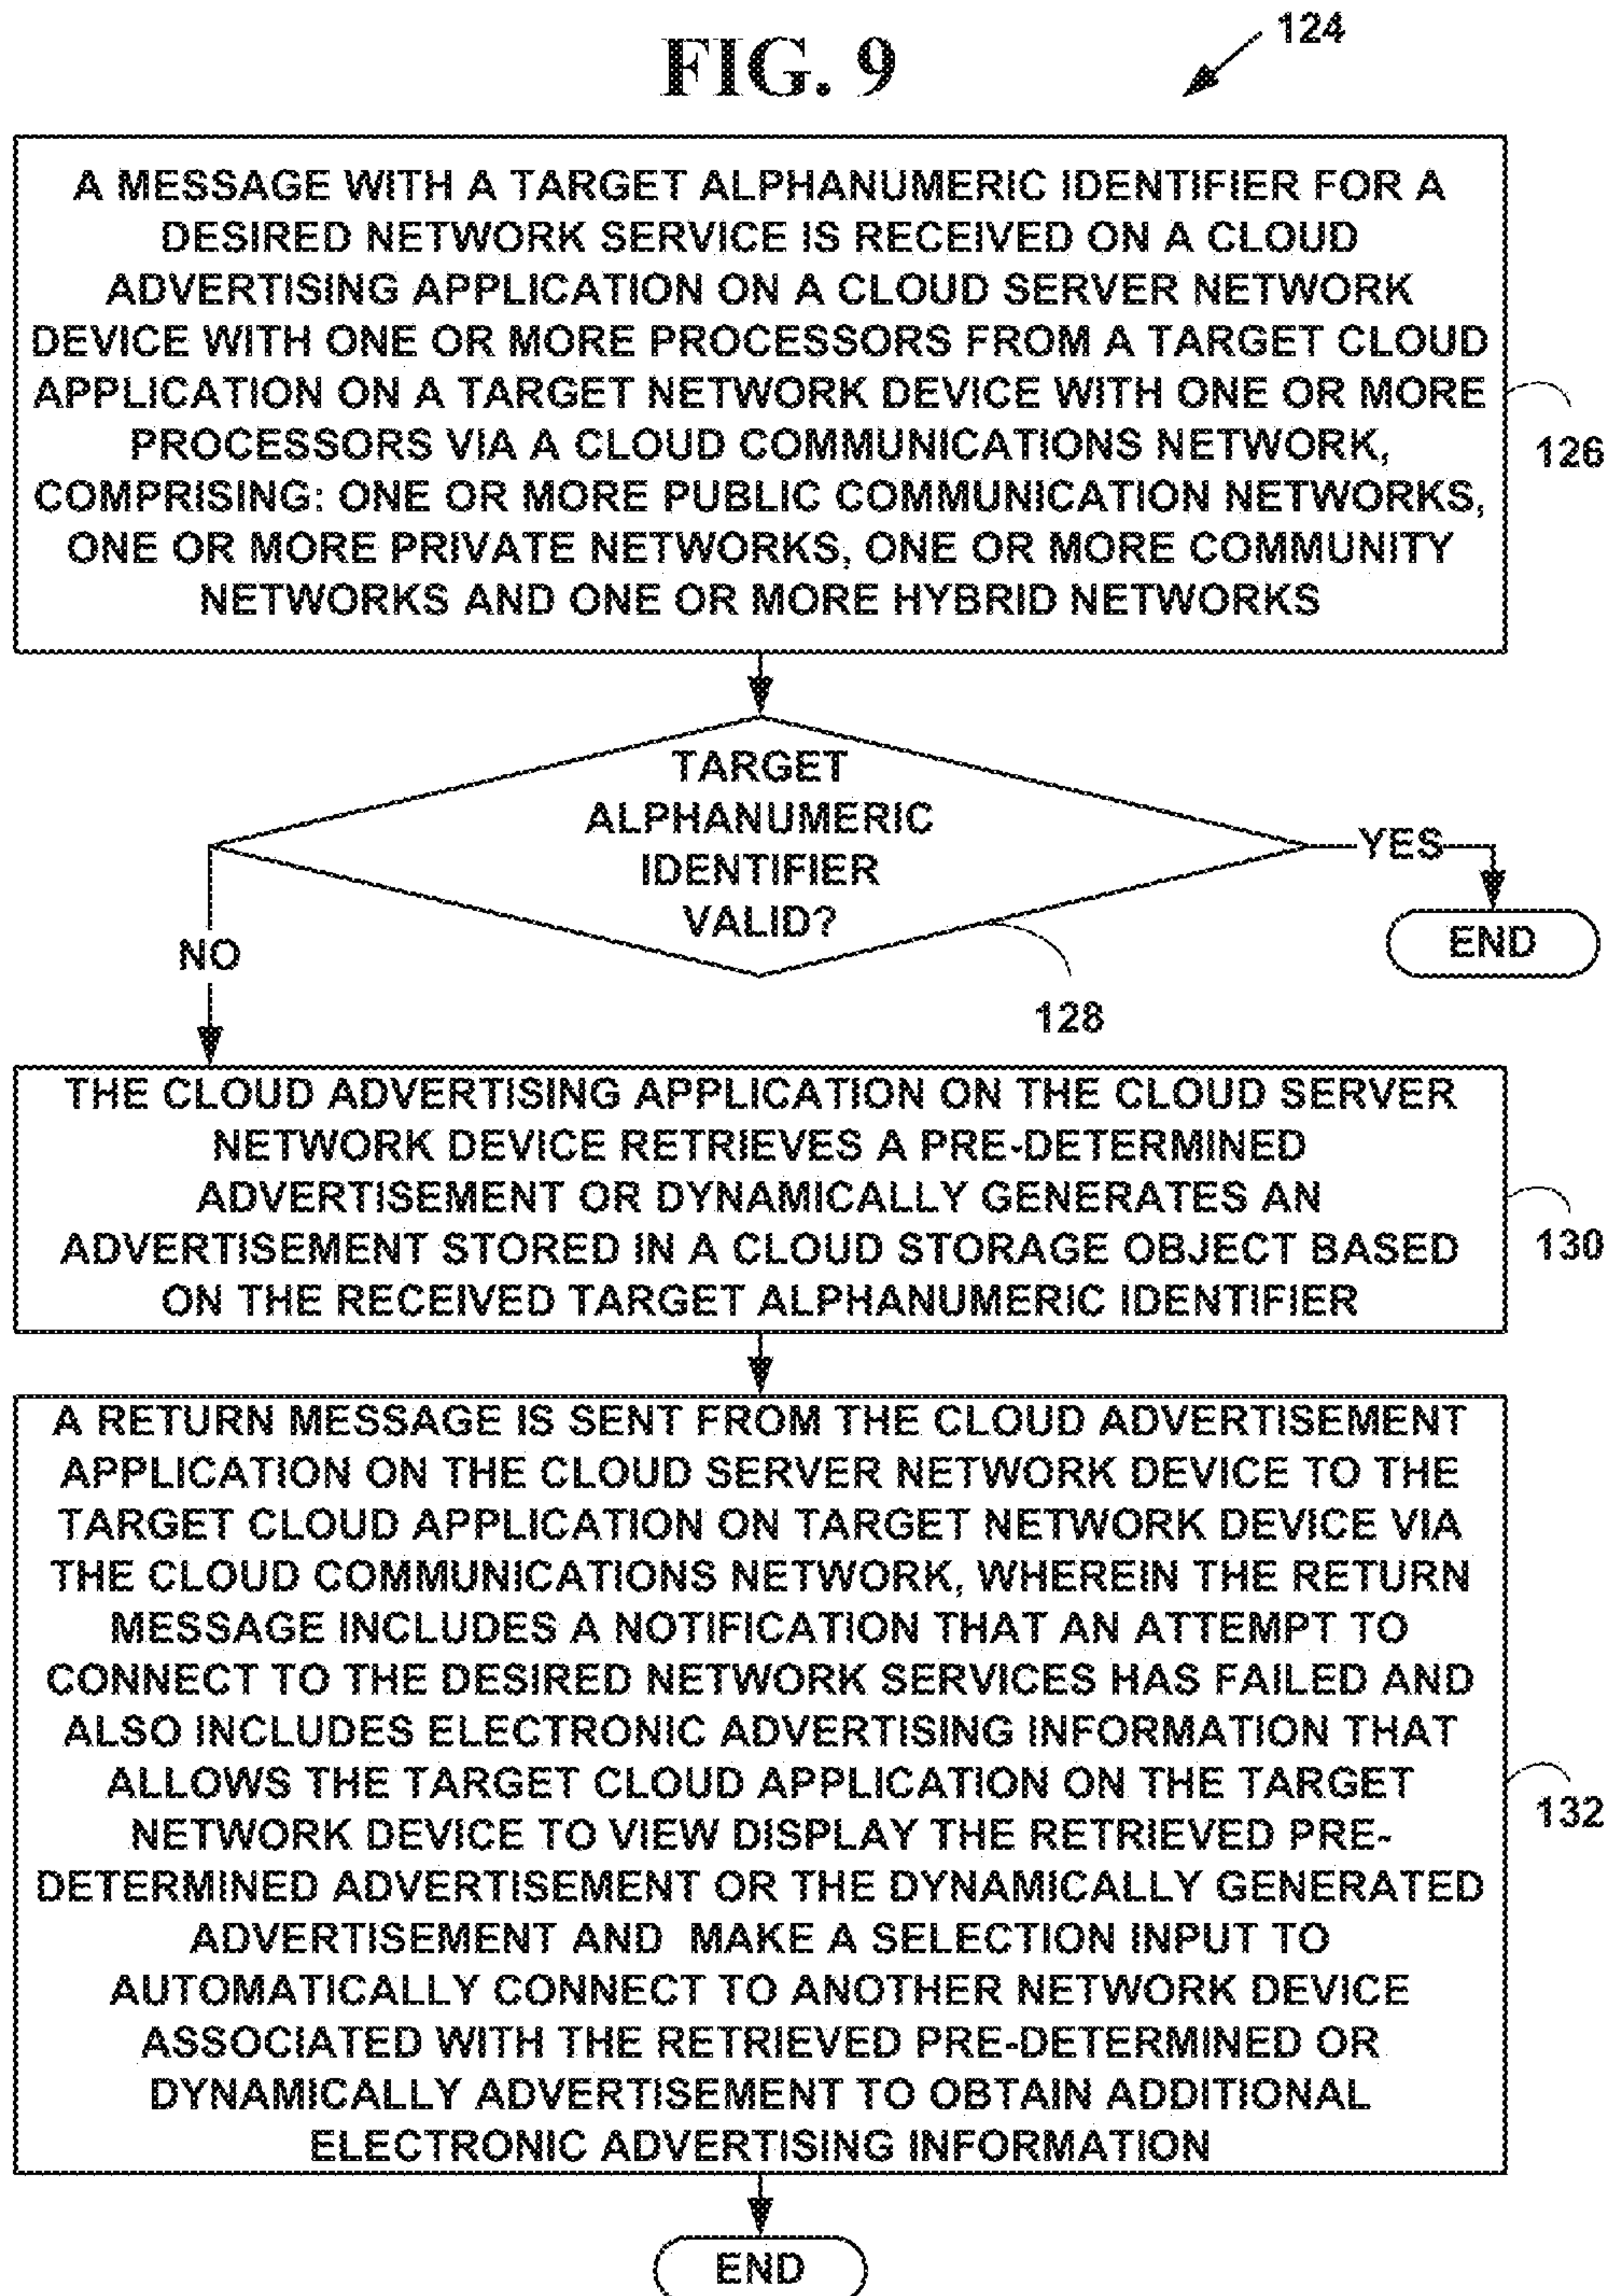 FIG. 9
124
A MESSAGE WITH A TARGET ALPHANUMERIC IDENTIFIER FOR A
DESIRED NETWORK SERVICE IS RECEIVED ON A CLOUD
ADVERTISING APPLICATION ON A CLOUD SERVER NETWORK
DEVICE WITH ONE OR MORE PROCESSORS FROM A TARGET CLOUD
APPLICATION ON A TARGET NETWORK DEVICE WITH ONE OR MORE
PROCESSORS VIA A CLOUD COMMUNICATIONS NETWORK,
COMPRISING: ONE OR MORE PUBLIC COMMUNICATION NETWORKS,
ONE OR MORE PRIVATE NETWORKS, ONE OR MORE COMMUNITY
NETWORKS AND ONE OR MORE HYBRID NETWORKS
126
TARGET
ALPHANUMERIC
IDENTIFIER
VALID?
YES
END
NO
128
THE CLOUD ADVERTISING APPLICATION ON THE CLOUD SERVER
NETWORK DEVICE RETRIEVES A PRE-DETERMINED
ADVERTISEMENT OR DYNAMICALLY GENERATES AN
ADVERTISEMENT STORED IN A CLOUD STORAGE OBJECT BASED
ON THE RECEIVED TARGET ALPHANUMERIC IDENTIFIER
130
A RETURN MESSAGE IS SENT FROM THE CLOUD ADVERTISEMENT
APPLICATION ON THE CLOUD SERVER NETWORK DEVICE TO THE
TARGET CLOUD APPLICATION ON TARGET NETWORK DEVICE VIA
THE CLOUD COMMUNICATIONS NETWORK, WHEREIN THE RETURN
MESSAGE INCLUDES A NOTIFICATION THAT AN ATTEMPT TO
CONNECT TO THE DESIRED NETWORK SERVICES HAS FAILED AND
ALSO INCLUDES ELECTRONIC ADVERTISING INFORMATION THAT
ALLOWS THE TARGET CLOUD APPLICATION ON THE TARGET
NETWORK DEVICE TO VIEW DISPLAY THE RETRIEVED PRE-
DETERMINED ADVERTISEMENT OR THE DYNAMICALLY GENERATED
ADVERTISEMENT AND MAKE A SELECTION INPUT TO
AUTOMATICALLY CONNECT TO ANOTHER NETWORK DEVICE
ASSOCIATED WITH THE RETRIEVED PRE-DETERMINED OR
DYNAMICALLY ADVERTISEMENT TO OBTAIN ADDITIONAL
ELECTRONIC ADVERTISING INFORMATION
132
END